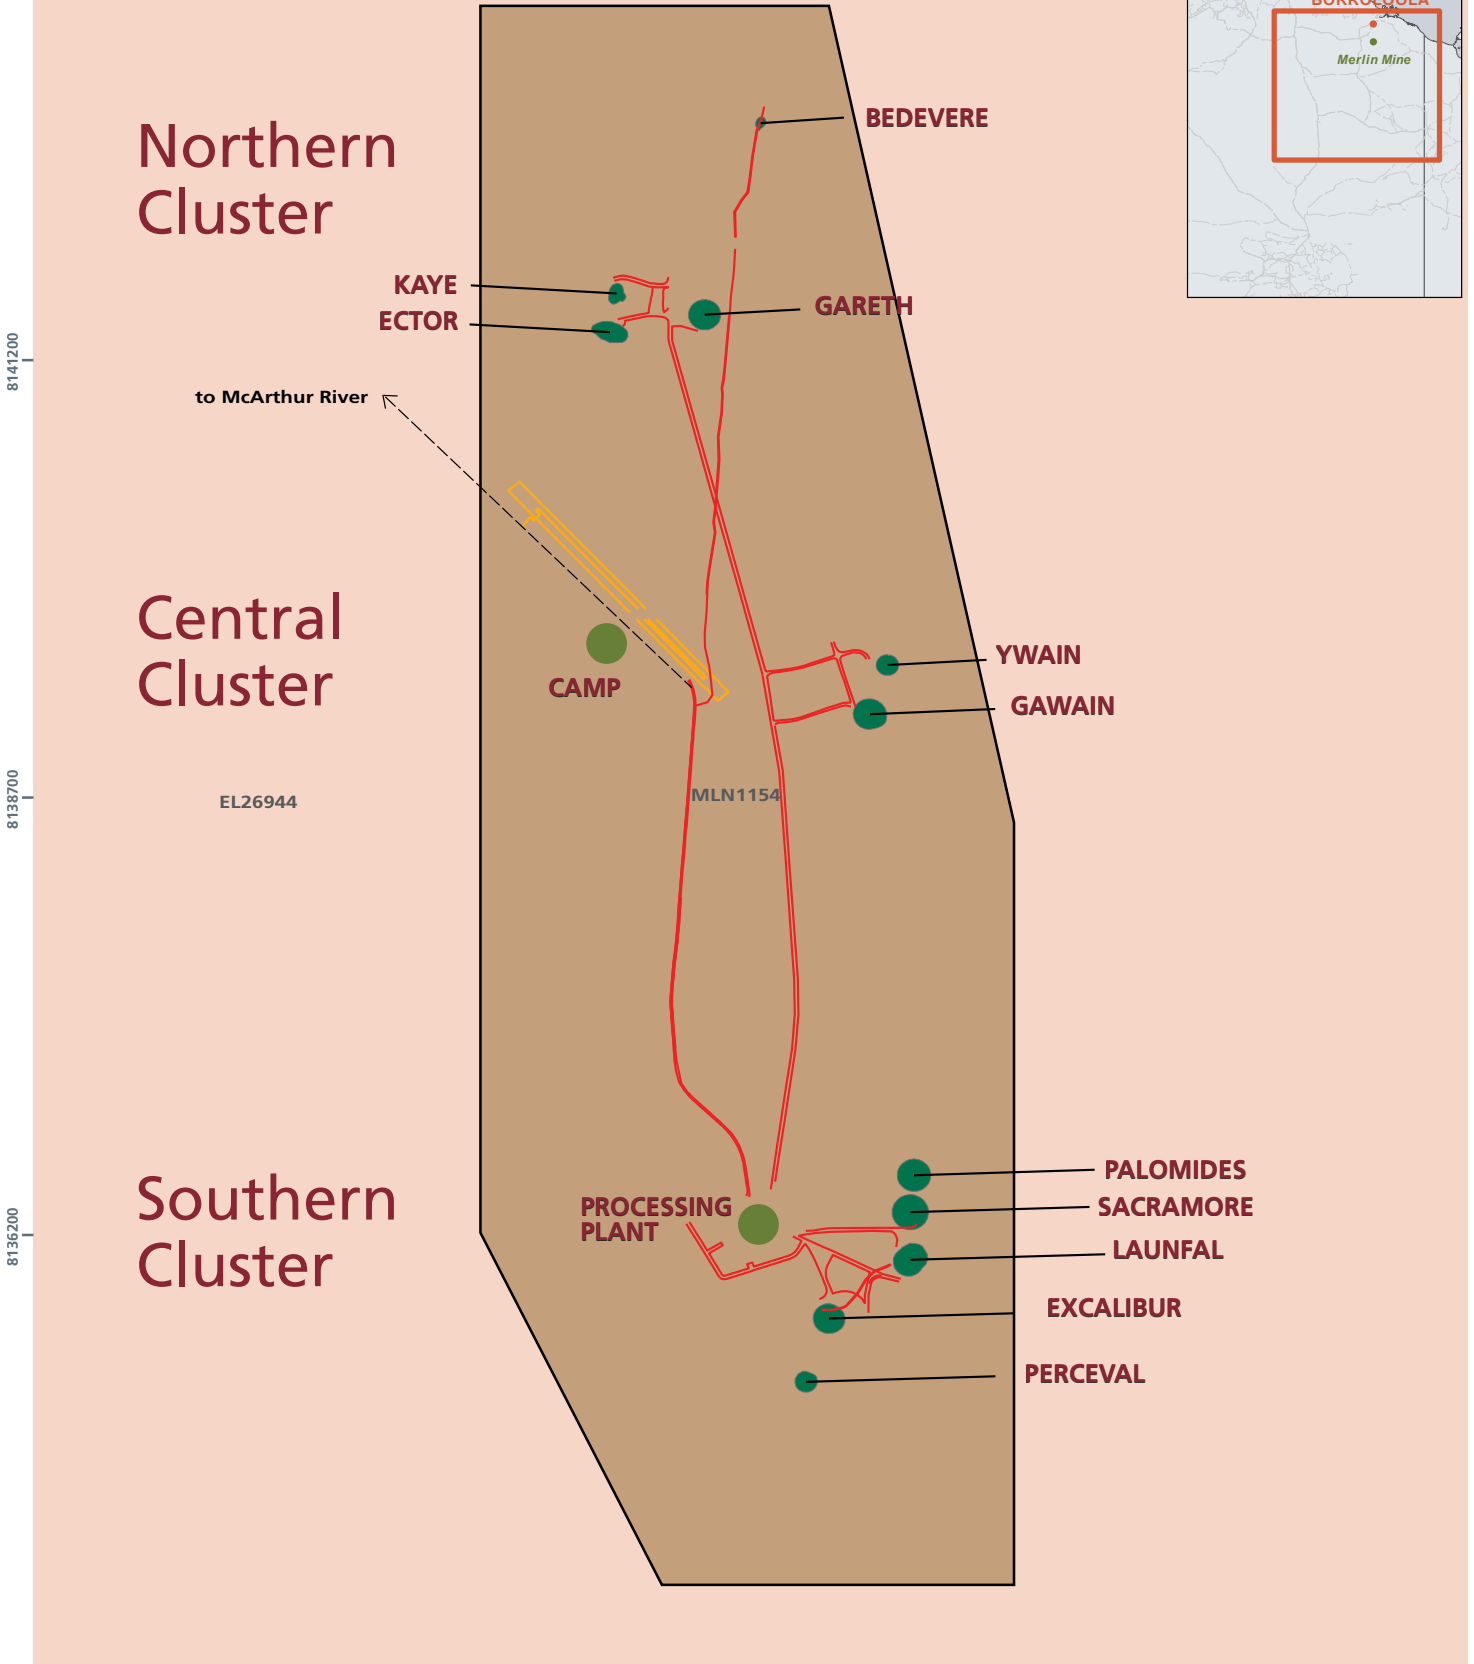 BORROLOOLA
Merlin Mine
BEDEVERE
Northern
Cluster
KAYE
GARETH
ECTOR
8141200
to McArthur River
Central
Cluster
YWAIN
CAMP
GAWAIN
8138700
EL26944
MLN1154
PALOMIDES
Southern
Cluster
PROCESSING
PLANT
SACRAMORE
8136200
LAUNFAL
EXCALIBUR
PERCEVAL